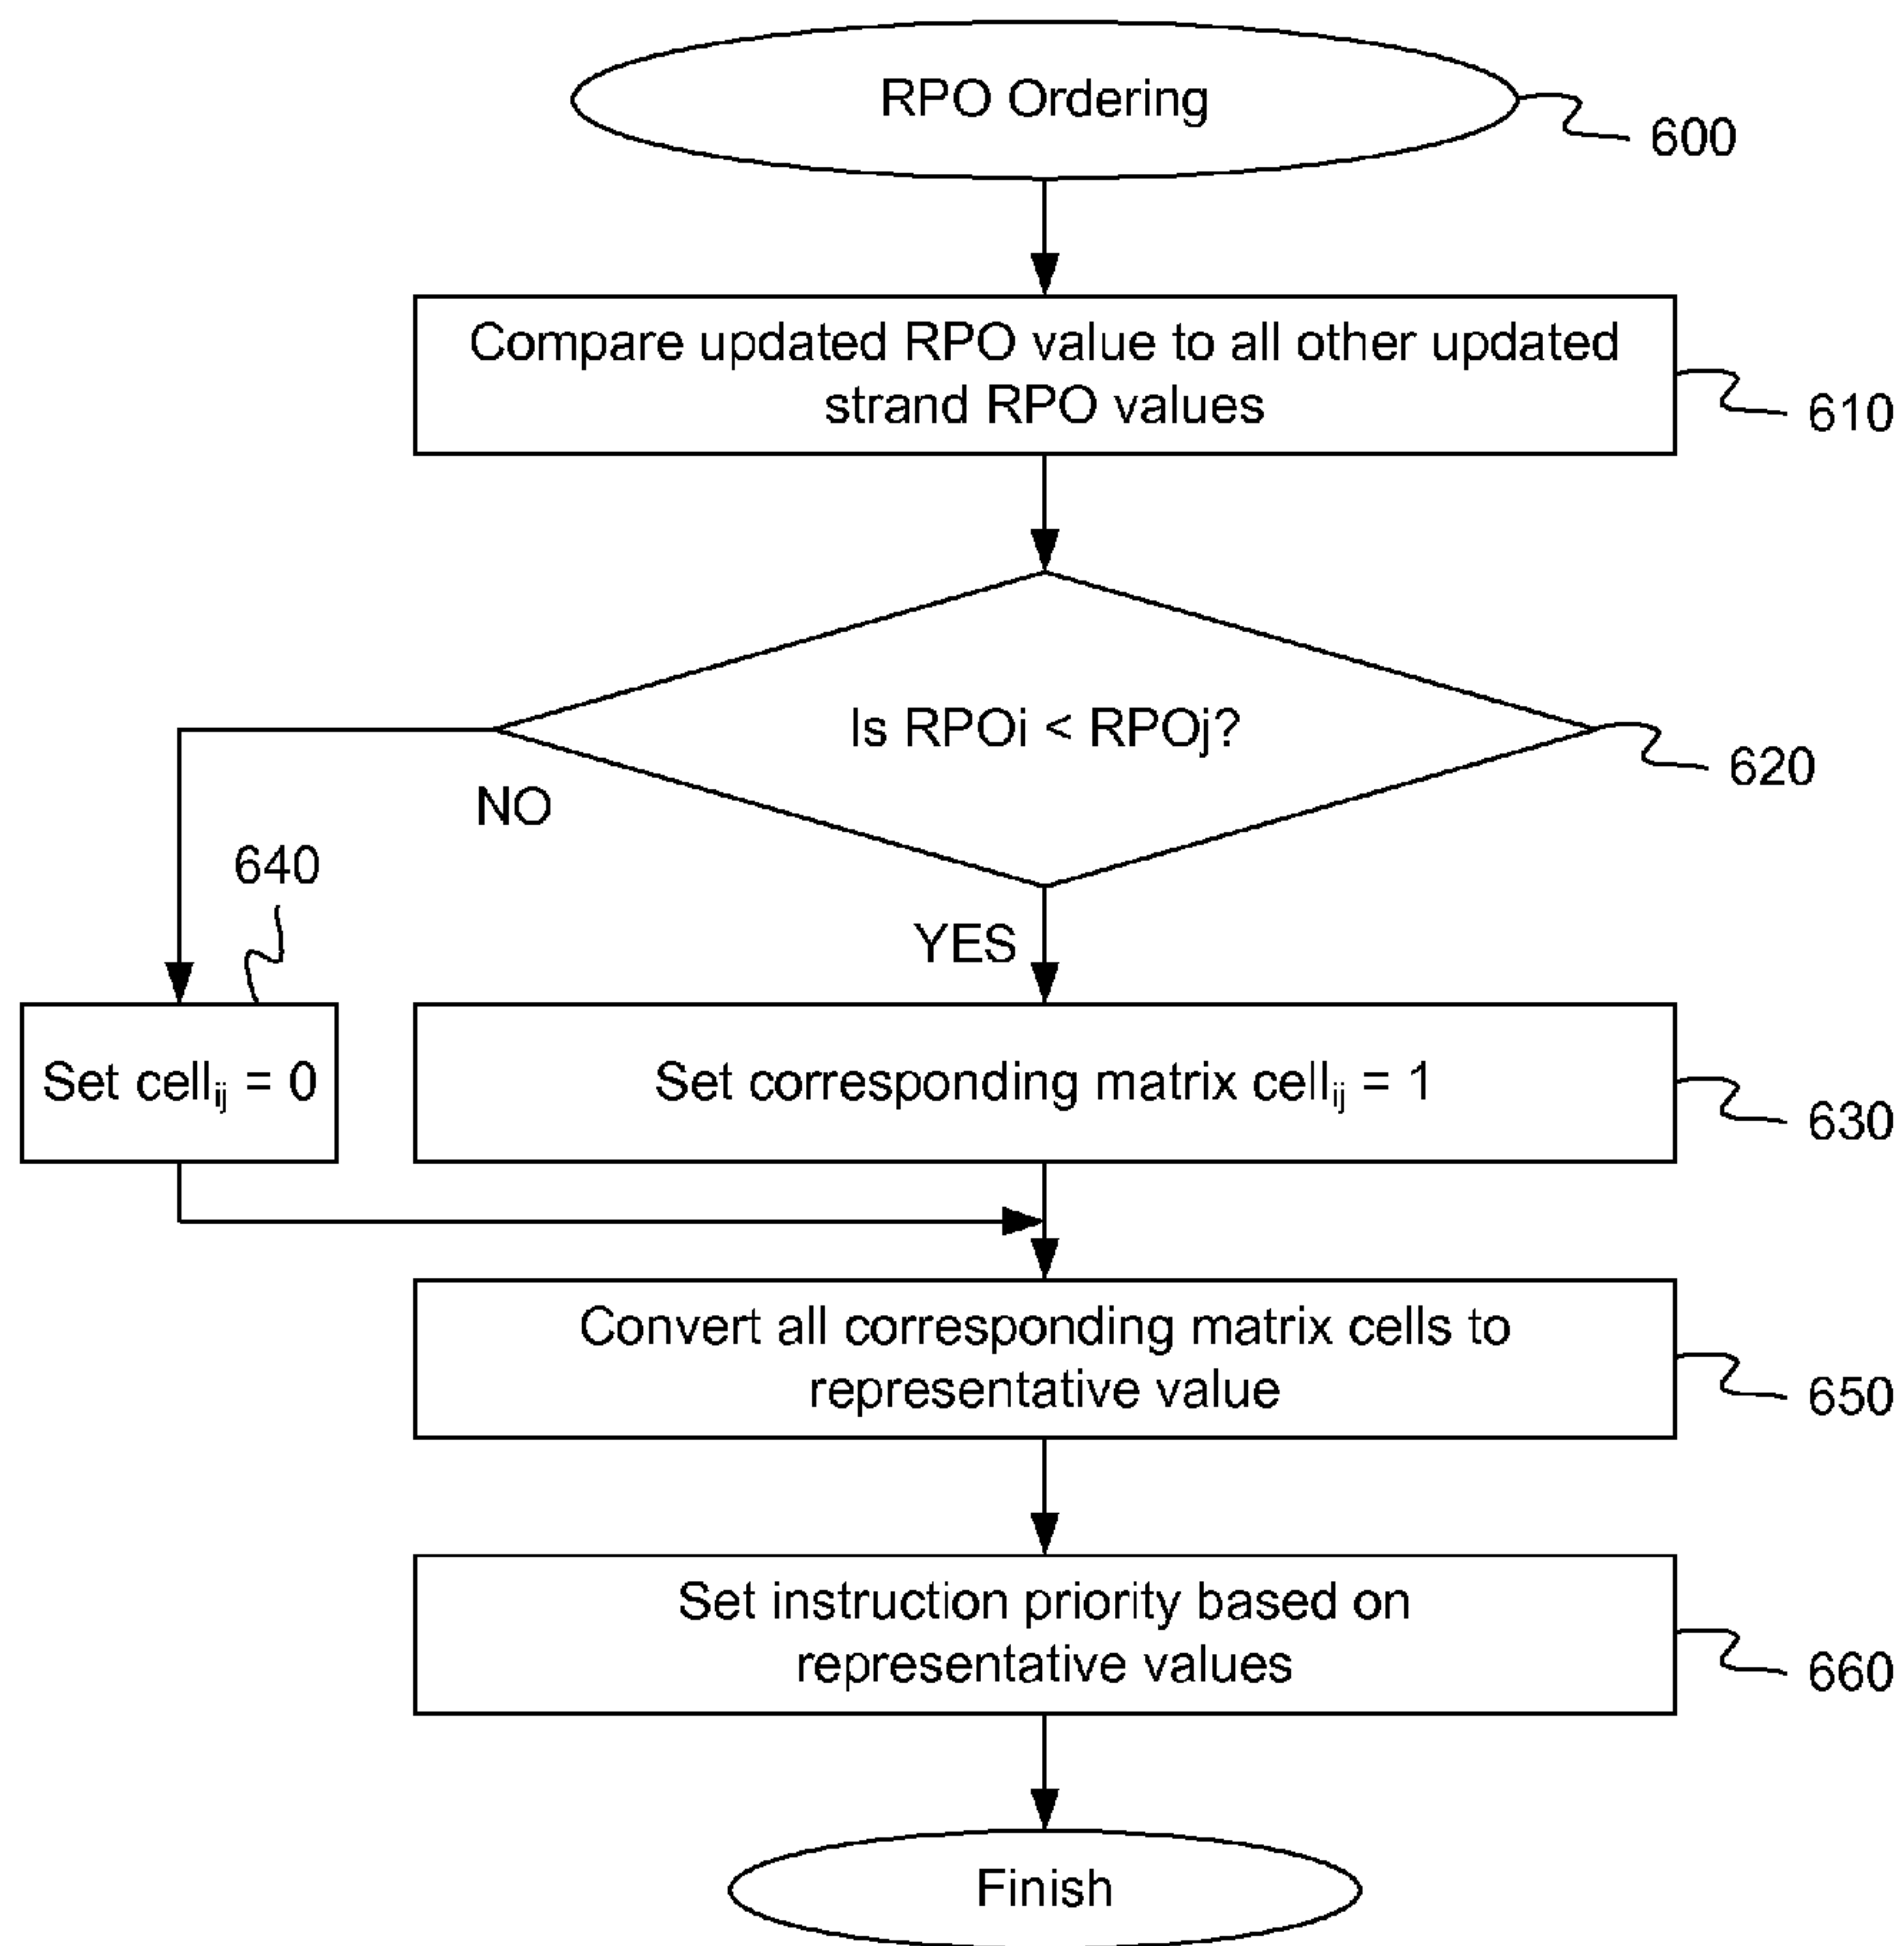 RPO Ordering
600
Compare updated RPO value to all other updated
strand RPO values
610
Is RPOi < RPOj?
620
NO
640
YES
Set cellij = 0
Set corresponding matrix cellij = 1
630
Convert all corresponding matrix cells to
representative value
650
Set instruction priority based on
representative values
660
Finish